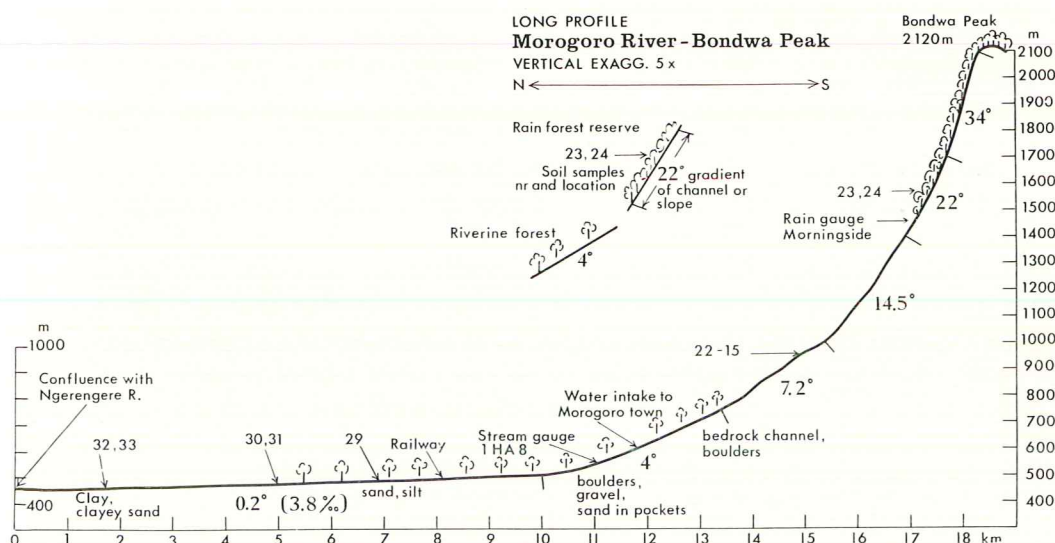 LONG PROFILE
Morogoro River - Bondwa Peak
VERTICAL EXAGG. 5 x
N S
Bondwa Peak
2120 m
m
2100
2000
1900
1800
1700
1600
1500
1400
1300
1200
1100
1000
900
800
700
600
500
400
34°
Rain forest reserve
23, 24
Soil samples
nr and location
22° gradient
of channel or
slope
Riverine forest
4°
23, 24
22°
Rain gauge
Morningside
14.5°
22-15
7.2°
m
1000
Confluence with
Ngerengere R.
32, 33
30, 31
29
Railway
Stream gauge
1HA 8
Water intake to
Morogoro town
4°
bedrock channel,
boulders
boulders,
gravel,
sand in pockets
sand, silt
0.2° (3.8‰)
Clay,
clayey sand
400
0 1 2 3 4 5 6 7 8 9 10 11 12 13 14 15 16 17 18 km